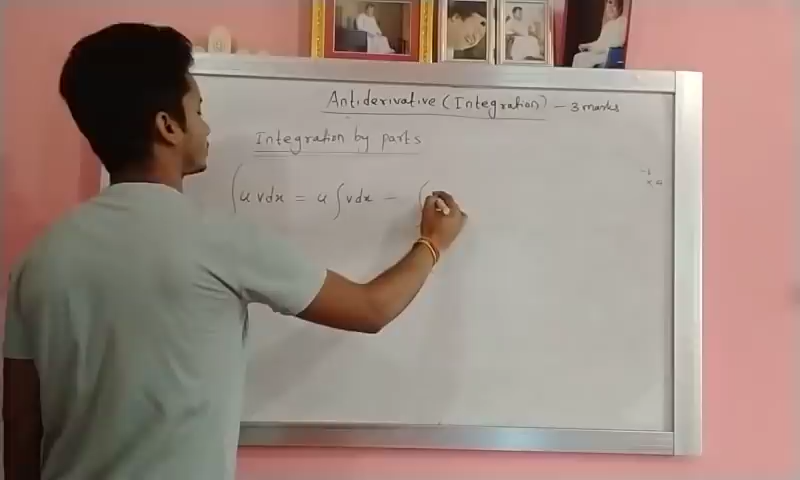 Antiderivative (Integration) - 3 marks
Integration by parts
∫ u v dx = u ∫ v dx - ∫